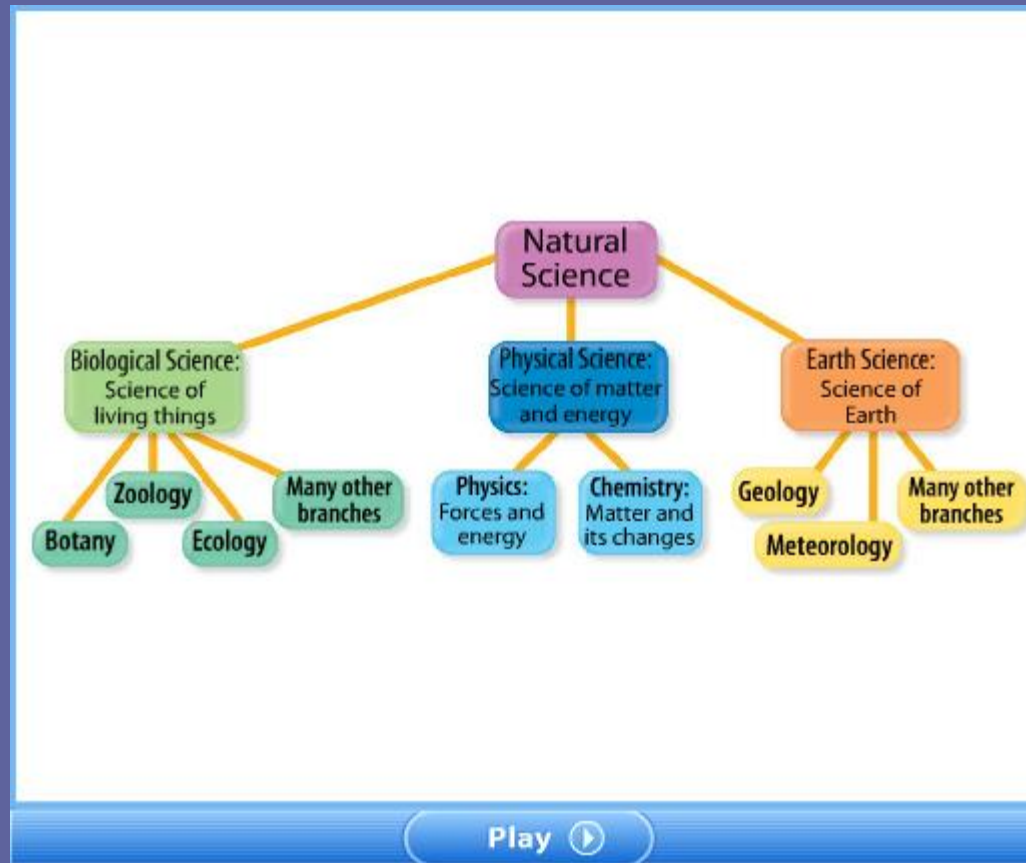 Natural
Science
Biological Science:
Science of
living things
Physical Science:
Science of matter
and energy
Earth Science:
Science of
Earth
Botany
Zoology
Ecology
Many other
branches
Physics:
Forces and
energy
Chemistry:
Matter and
its changes
Geology
Meteorology
Many other
branches
Play